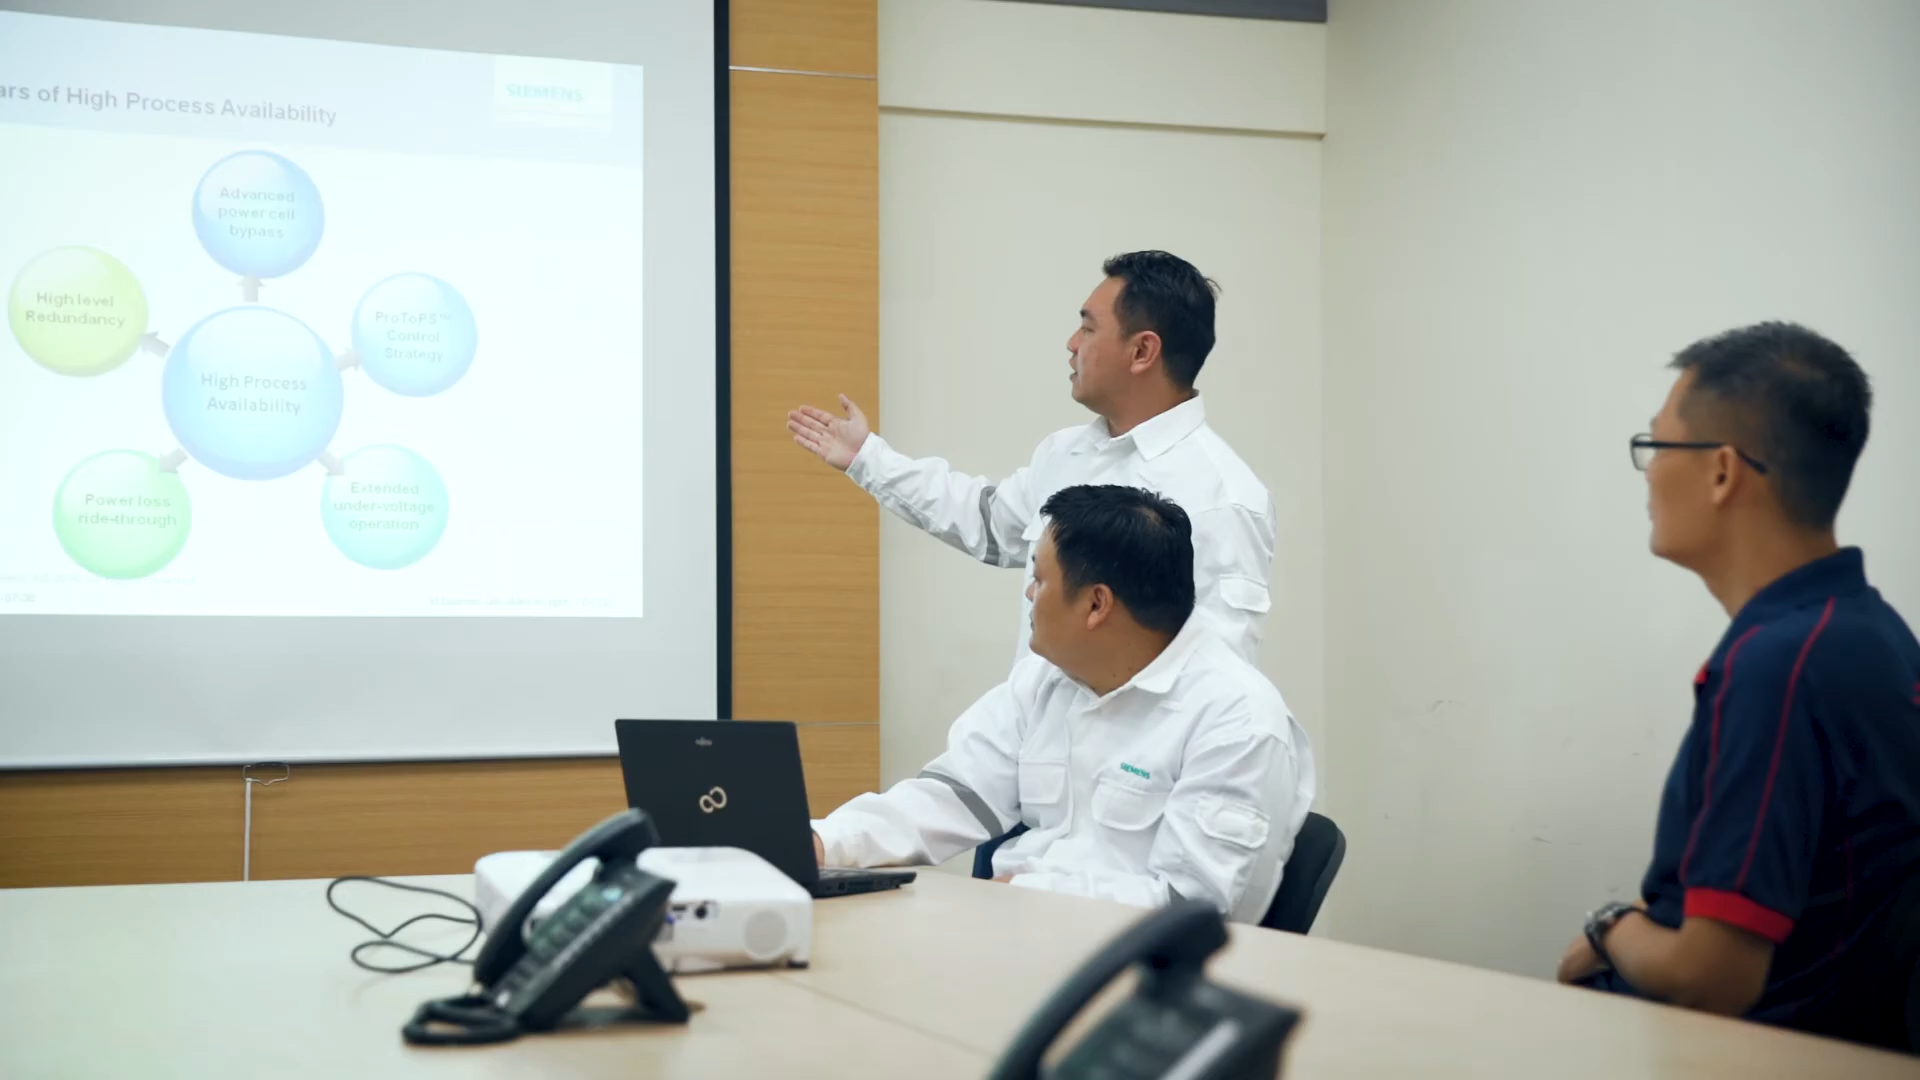 ars of High Process Availability
SIEMENS
Advanced
power cell
bypass
High level
Redundancy
ProToPS™
Control
Strategy
High Process
Availability
Power loss
ride-through
Extended
under-voltage
operation
FUJITSU
SIEMENS